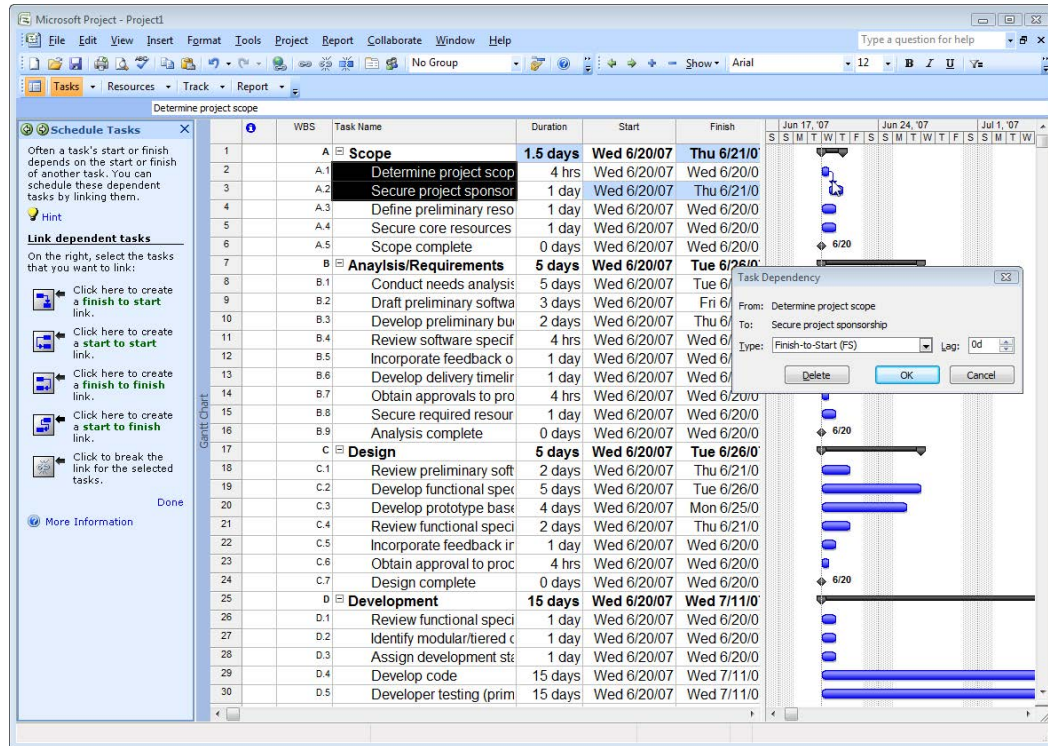 Microsoft Project - Project1
File Edit View Insert Format Tools Project Report Collaborate Window Help Type a question for help
No Group Show Arial 12 B I U
Tasks Resources Track Report
Determine project scope
Schedule Tasks
Often a task's start or finish
depends on the start or finish
of another task. You can
schedule these dependent
tasks by linking them.
Hint
Link dependent tasks
On the right, select the tasks
that you want to link:
Click here to create
a finish to start
link.
Click here to create
a start to start
link.
Click here to create
a finish to finish
link.
Click here to create
a start to finish
link.
Click to break the
link for the selected
tasks.
Done
More Information
Gantt Chart
WBS Task Name Duration Start Finish
1 A Scope 1.5 days Wed 6/20/07 Thu 6/21/0
2 A.1 Determine project scop 4 hrs Wed 6/20/07 Wed 6/20/0
3 A.2 Secure project sponsor 1 day Wed 6/20/07 Thu 6/21/0
4 A.3 Define preliminary reso 1 day Wed 6/20/07 Wed 6/20/0
5 A.4 Secure core resources 1 day Wed 6/20/07 Wed 6/20/0
6 A.5 Scope complete 0 days Wed 6/20/07 Wed 6/20/0
7 B Anaylsis/Requirements 5 days Wed 6/20/07 Tue 6/26/0
8 B.1 Conduct needs analysis 5 days Wed 6/20/07 Tue 6/
9 B.2 Draft preliminary softwa 3 days Wed 6/20/07 Fri 6/
10 B.3 Develop preliminary bu 2 days Wed 6/20/07 Thu 6/
11 B.4 Review software specif 4 hrs Wed 6/20/07 Wed 6/
12 B.5 Incorporate feedback o 1 day Wed 6/20/07 Wed 6/
13 B.6 Develop delivery timelin 1 day Wed 6/20/07 Wed 6/
14 B.7 Obtain approvals to pro 4 hrs Wed 6/20/07 Wed 6/20/0
15 B.8 Secure required resour 1 day Wed 6/20/07 Wed 6/20/0
16 B.9 Analysis complete 0 days Wed 6/20/07 Wed 6/20/0
17 C Design 5 days Wed 6/20/07 Tue 6/26/0
18 C.1 Review preliminary soft 2 days Wed 6/20/07 Thu 6/21/0
19 C.2 Develop functional spec 5 days Wed 6/20/07 Tue 6/26/0
20 C.3 Develop prototype base 4 days Wed 6/20/07 Mon 6/25/0
21 C.4 Review functional speci 2 days Wed 6/20/07 Thu 6/21/0
22 C.5 Incorporate feedback in 1 day Wed 6/20/07 Wed 6/20/0
23 C.6 Obtain approval to proc 4 hrs Wed 6/20/07 Wed 6/20/0
24 C.7 Design complete 0 days Wed 6/20/07 Wed 6/20/0
25 D Development 15 days Wed 6/20/07 Wed 7/11/0
26 D.1 Review functional speci 1 day Wed 6/20/07 Wed 6/20/0
27 D.2 Identify modular/tiered d 1 day Wed 6/20/07 Wed 6/20/0
28 D.3 Assign development sta 1 day Wed 6/20/07 Wed 6/20/0
29 D.4 Develop code 15 days Wed 6/20/07 Wed 7/11/0
30 D.5 Developer testing (prim 15 days Wed 6/20/07 Wed 7/11/0
Jun 17, '07 Jun 24, '07 Jul 1, '07
S S M T W T F S S M T W T F S S M T W
6/20
6/20
6/20
Task Dependency
From: Determine project scope
To: Secure project sponsorship
Type: Finish-to-Start (FS) Lag: 0d
Delete OK Cancel